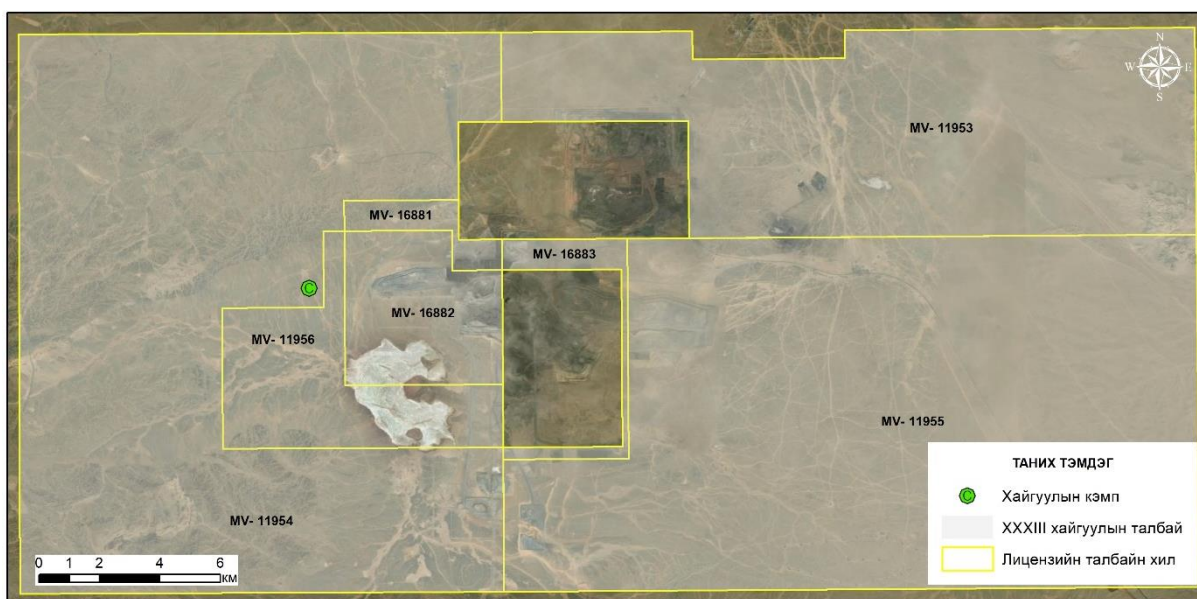 N
W E
S
MV- 11953
MV- 16881
MV- 16883
C
MV- 16882
MV- 11956
MV- 11955
MV- 11954
ТАНИХ ТЭМДЭГ
C Хайгуулын кэмп
XXXIII хайгуулын талбай
Лицензийн талбайн хил
0 1 2 4 6
КМ